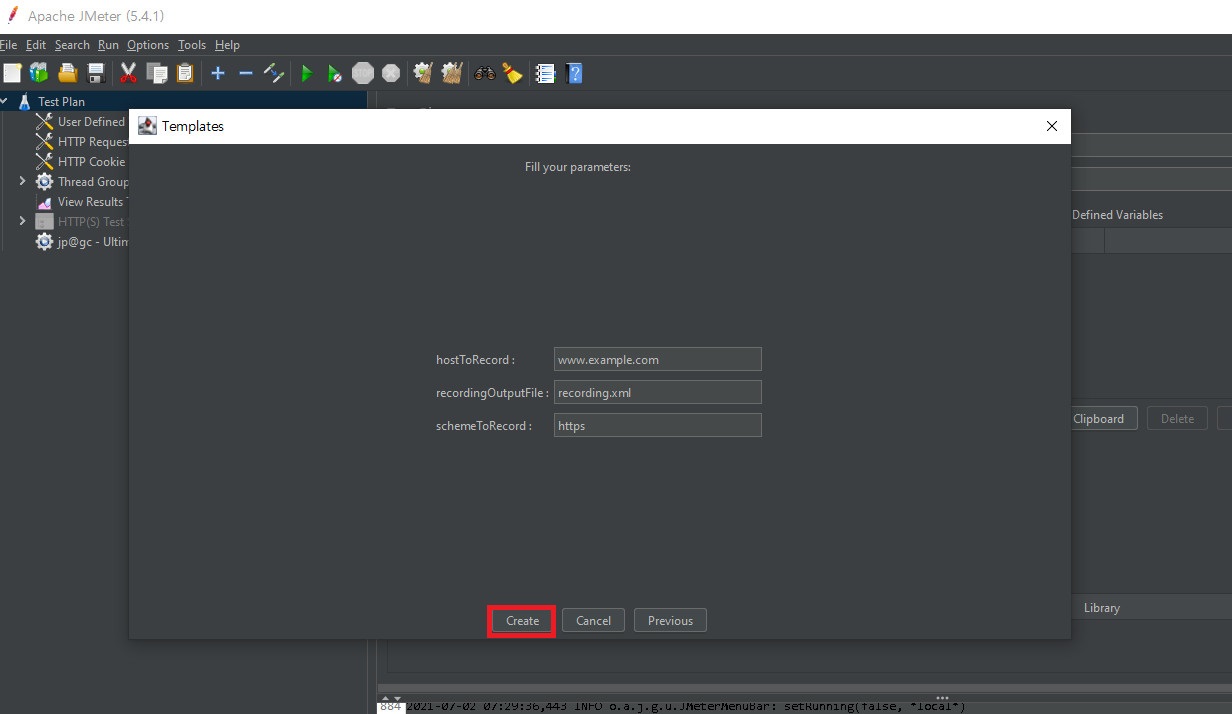 Apache JMeter (5.4.1)
File Edit Search Run Options Tools Help
STOP
Test Plan
User Defined
HTTP Reques
HTTP Cookie
Thread Group
View Results
HTTP(S) Test
jp@gc - Ultim
Templates
Fill your parameters:
hostToRecord : www.example.com
recordingOutputFile : recording.xml
schemeToRecord : https
Create Cancel Previous
Defined Variables
Clipboard Delete
Library
884 2021-07-02 07:29:36,443 INFO o.a.j.g.u.JMeterMenuBar: setRunning(false, *local*)